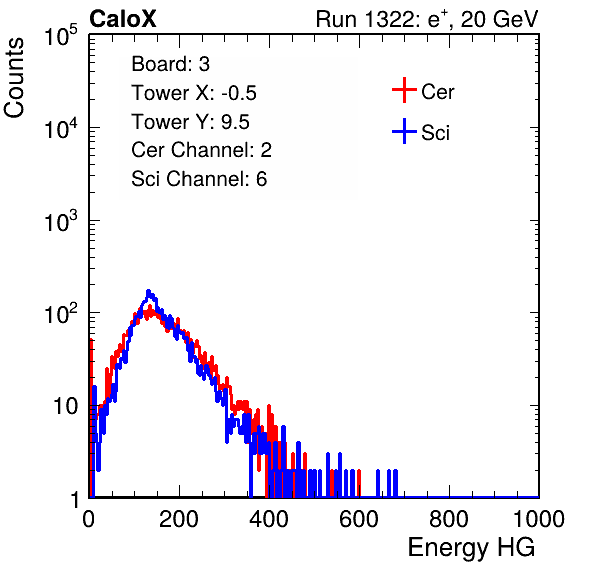 CaloX Run 1322: e⁺, 20 GeV
Counts
Board: 3
Tower X: -0.5
Tower Y: 9.5
Cer Channel: 2
Sci Channel: 6
Cer
Sci
10⁵
10⁴
10³
10²
10
1
0 200 400 600 800 1000
Energy HG